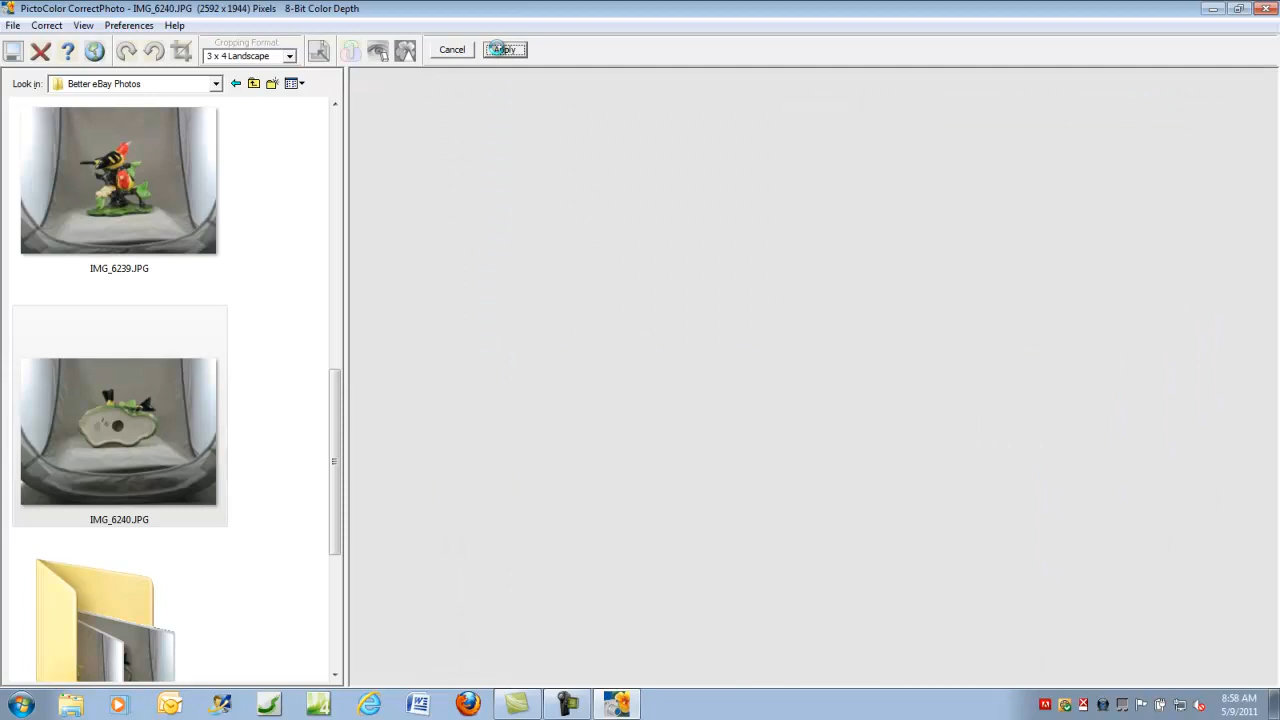 PictoColor CorrectPhoto - IMG_6240.JPG (2592 x 1944) Pixels 8-Bit Color Depth
File Correct View Preferences Help
Cropping Format
3 x 4 Landscape
Cancel
Apply
Look in: Better eBay Photos
IMG_6239.JPG
IMG_6240.JPG
8:58 AM
5/9/2011